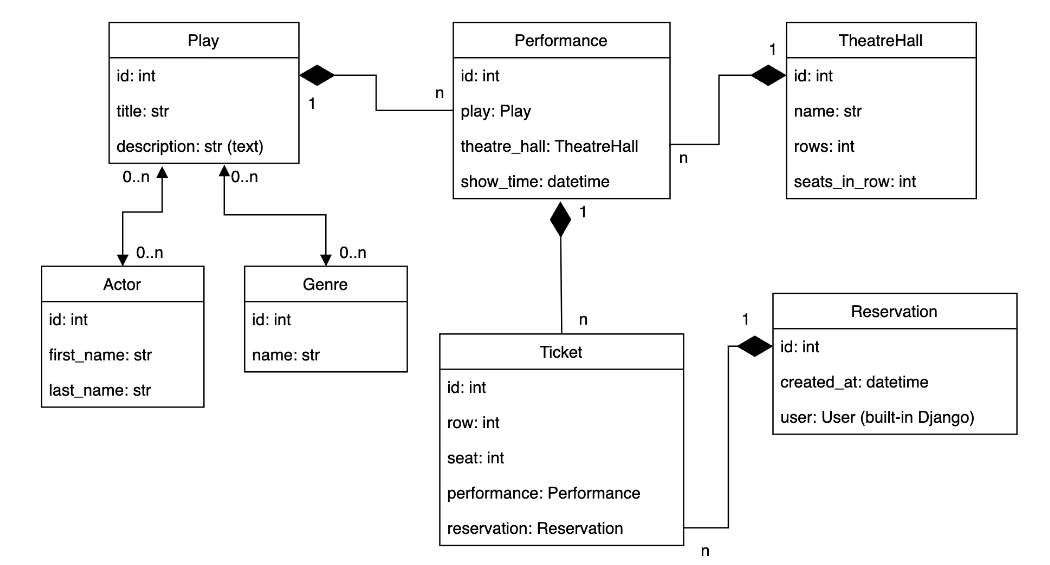 Play
id: int
title: str
description: str (text)
1
n
Performance
id: int
play: Play
theatre_hall: TheatreHall
show_time: datetime
1
n
TheatreHall
id: int
name: str
rows: int
seats_in_row: int
0..n
0..n
0..n
0..n
Actor
id: int
first_name: str
last_name: str
Genre
id: int
name: str
1
n
Ticket
id: int
row: int
seat: int
performance: Performance
reservation: Reservation
1
n
Reservation
id: int
created_at: datetime
user: User (built-in Django)